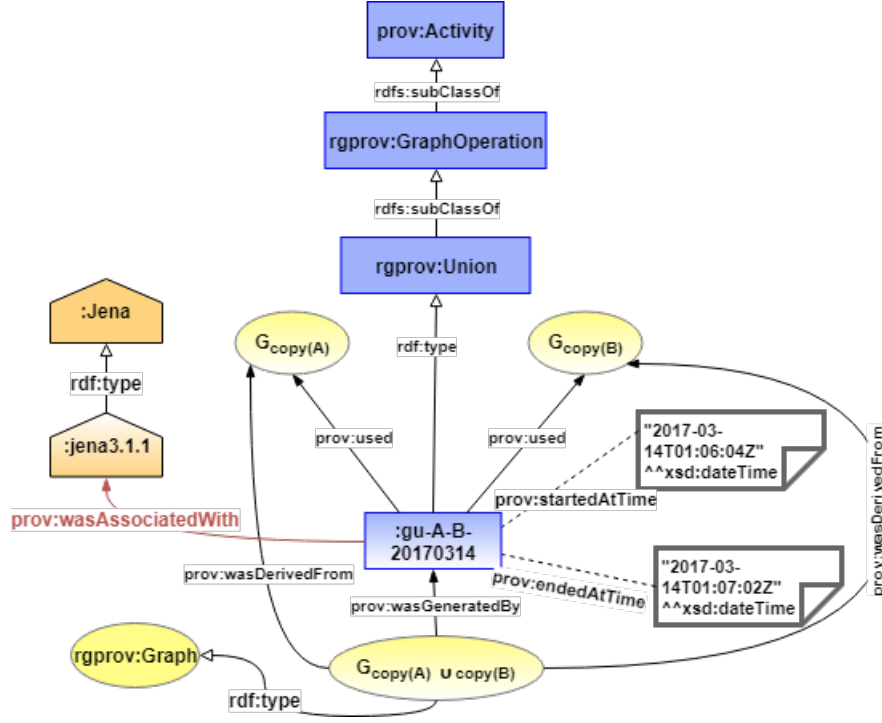 prov:Activity
rdfs:subClassOf
rgprov:GraphOperation
rdfs:subClassOf
rgprov:Union
:Jena
Gcopy(A)
Gcopy(B)
rdf:type
rdf:type
"2017-03-
14T01:06:04Z"
^^xsd:dateTime
:jena3.1.1
prov:used
prov:used
prov:wasDerivedFrom
prov:startedAtTime
prov:wasAssociatedWith
:gu-A-B-
20170314
"2017-03-
14T01:07:02Z"
^^xsd:dateTime
prov:wasDerivedFrom
prov:endedAtTime
prov:wasGeneratedBy
rgprov:Graph
Gcopy(A) ∪ copy(B)
rdf:type